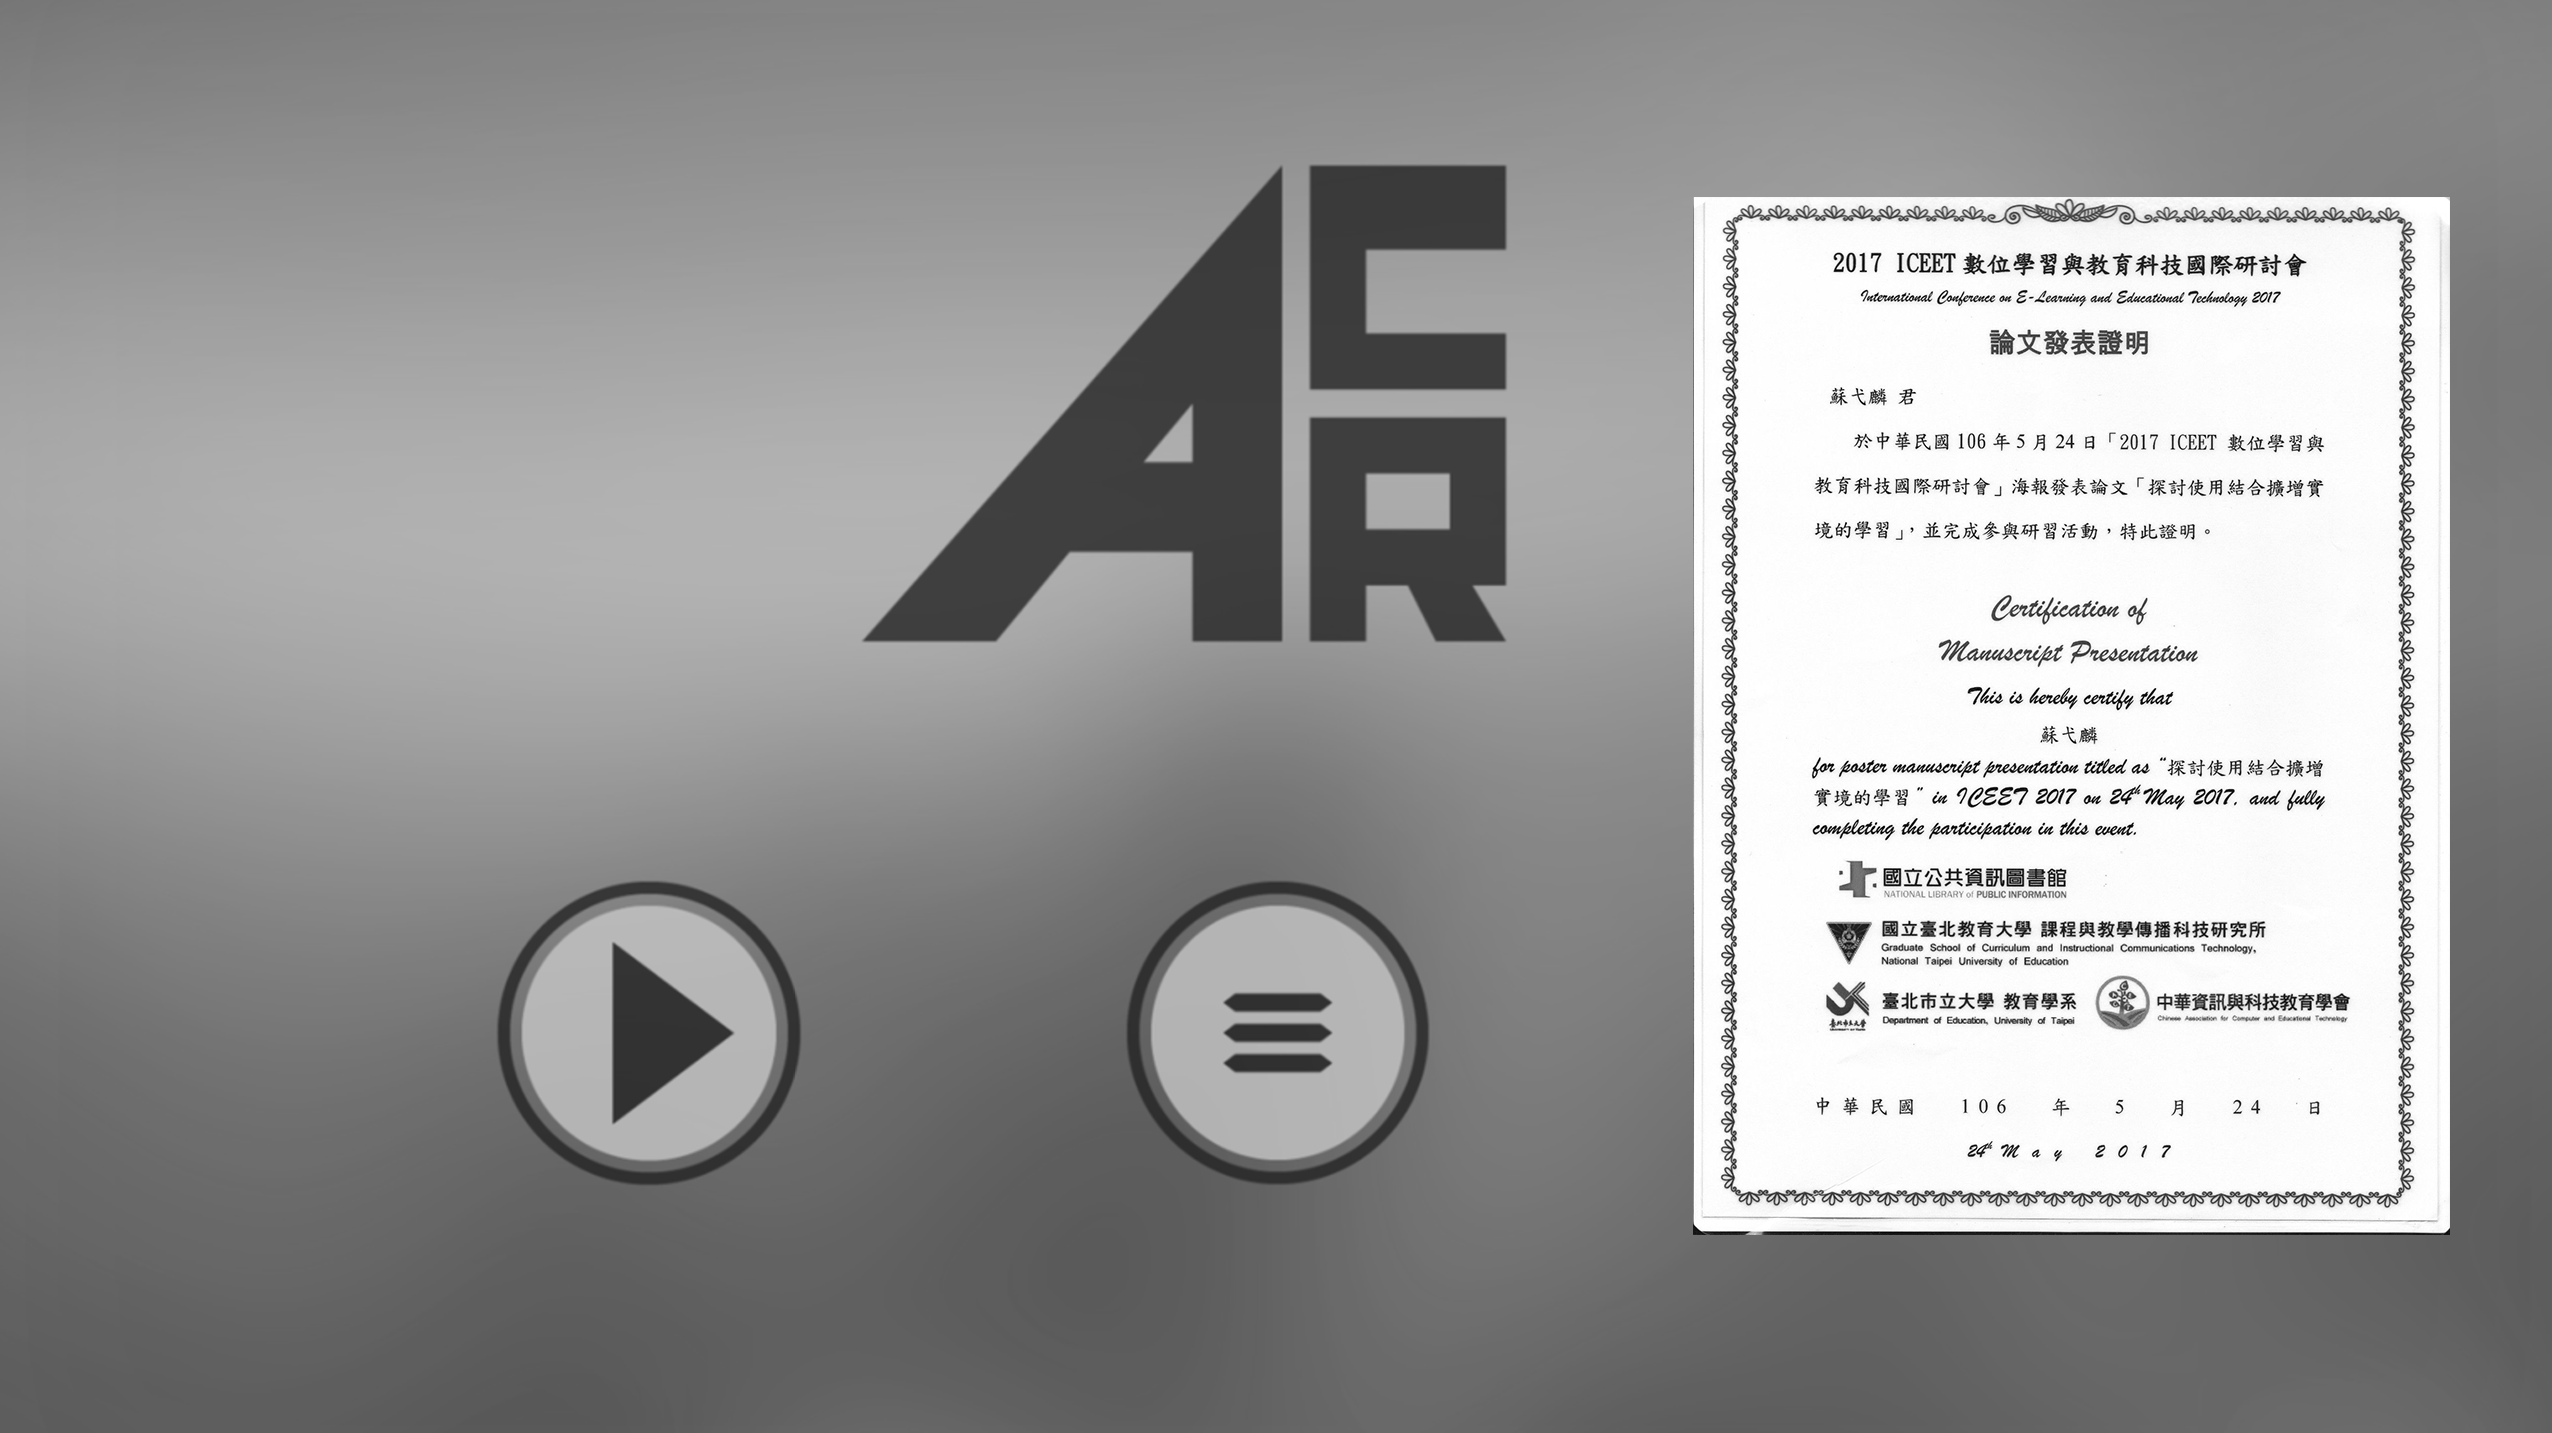 ACR
2017 ICEET 數位學習與教育科技國際研討會
International Conference on E-Learning and Educational Technology 2017
論文發表證明
蘇弋麟 君
於中華民國 106 年 5 月 24 日「2017 ICEET 數位學習與
教育科技國際研討會」海報發表論文「探討使用結合擴增實
境的學習」，並完成參與研習活動，特此證明。
Certification of
Manuscript Presentation
This is hereby certify that
蘇弋麟
for poster manuscript presentation titled as “探討使用結合擴增
實境的學習” in ICEET 2017 on 24th May 2017, and fully
completing the participation in this event.
國立公共資訊圖書館
NATIONAL LIBRARY of PUBLIC INFORMATION
國立臺北教育大學 課程與教學傳播科技研究所
Graduate School of Curriculum and Instructional Communications Technology,
National Taipei University of Education
臺北市立大學 教育學系
Department of Education, University of Taipei
臺北市立大學
中華資訊與科技教育學會
Chinese Association for Computer and Educational Technology
中華民國 106 年 5 月 24 日
24th May 2017